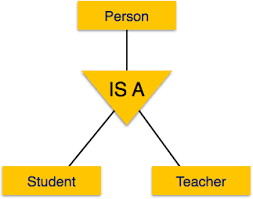 Person
IS A
Student
Teacher